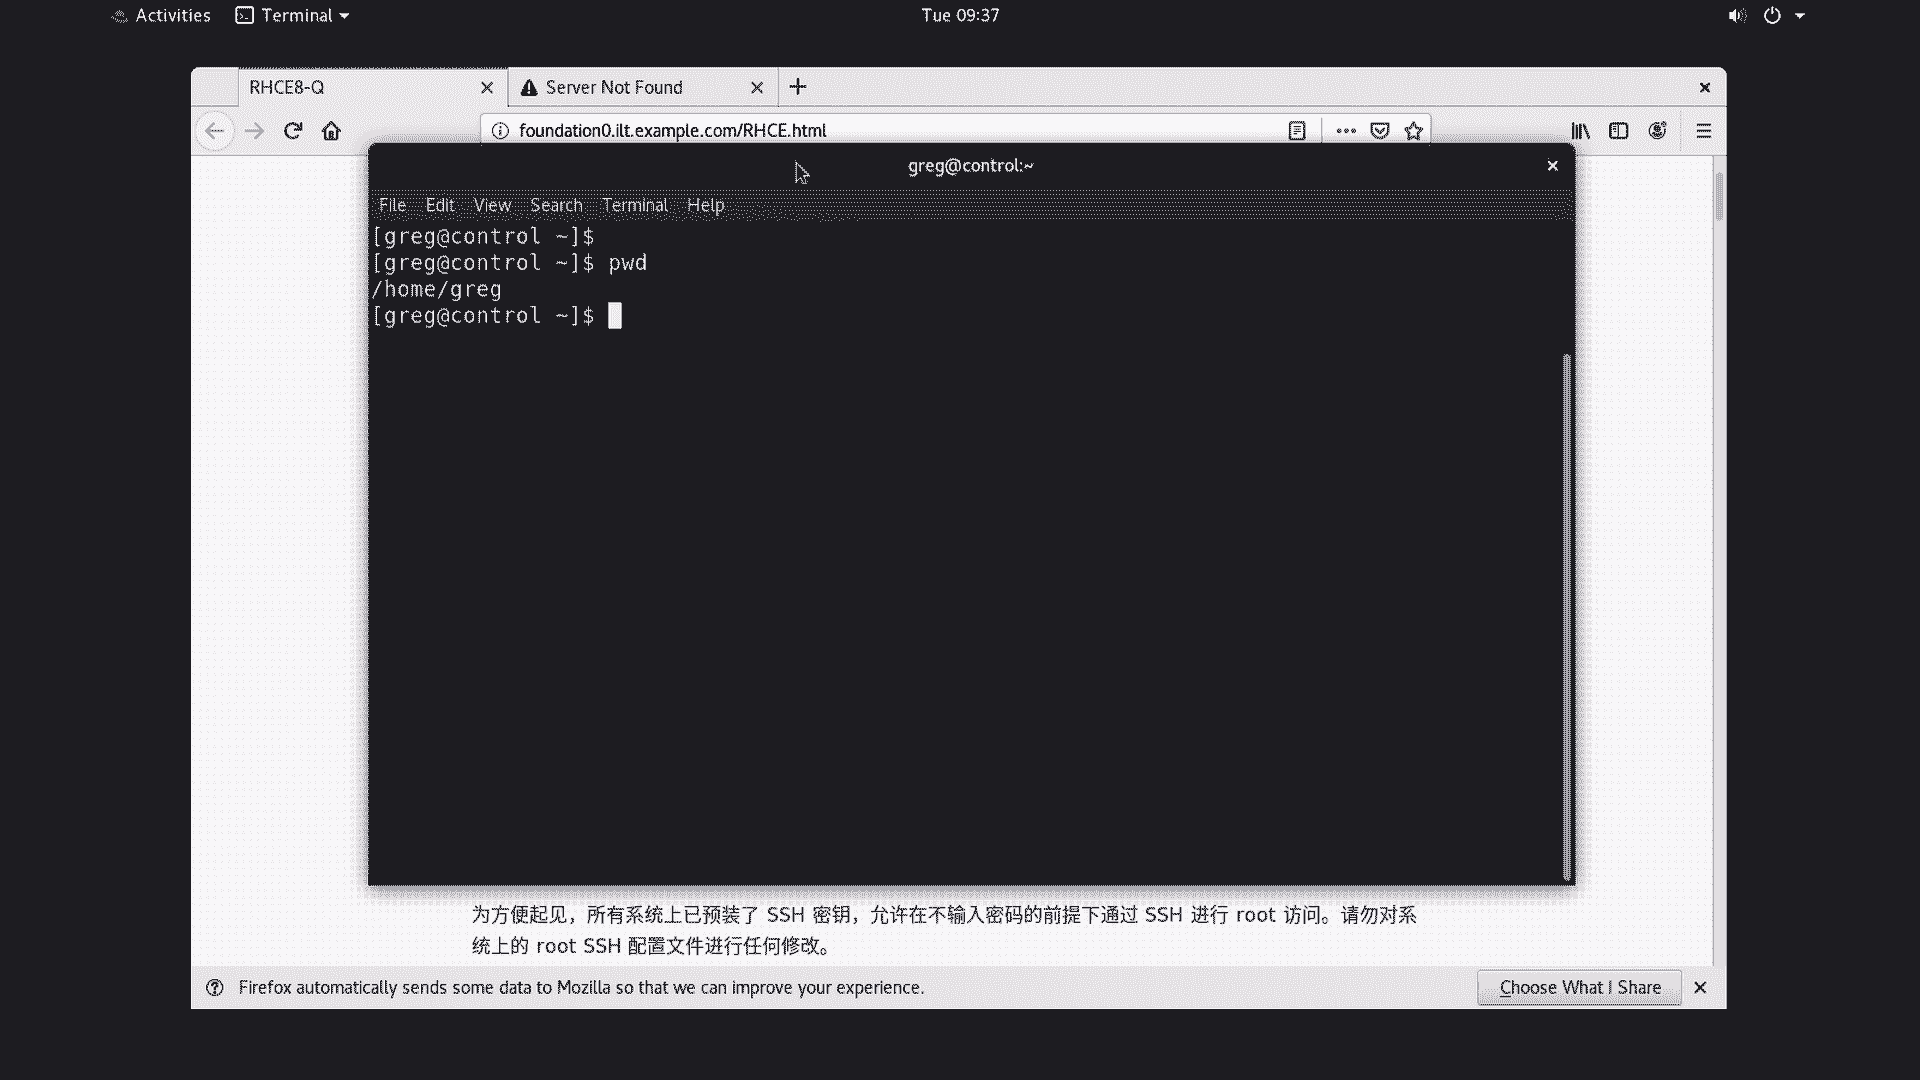 Activities
Terminal
Tue 09:37
RHCE8-Q
Server Not Found
foundation0.ilt.example.com/RHCE.html
greg@control:~
File Edit View Search Terminal Help
[greg@control ~]$
[greg@control ~]$ pwd
/home/greg
[greg@control ~]$
为方便起见，所有系统上已预装了 SSH 密钥，允许在不输入密码的前提下通过 SSH 进行 root 访问。请勿对系
统上的 root SSH 配置文件进行任何修改。
Firefox automatically sends some data to Mozilla so that we can improve your experience.
Choose What I Share